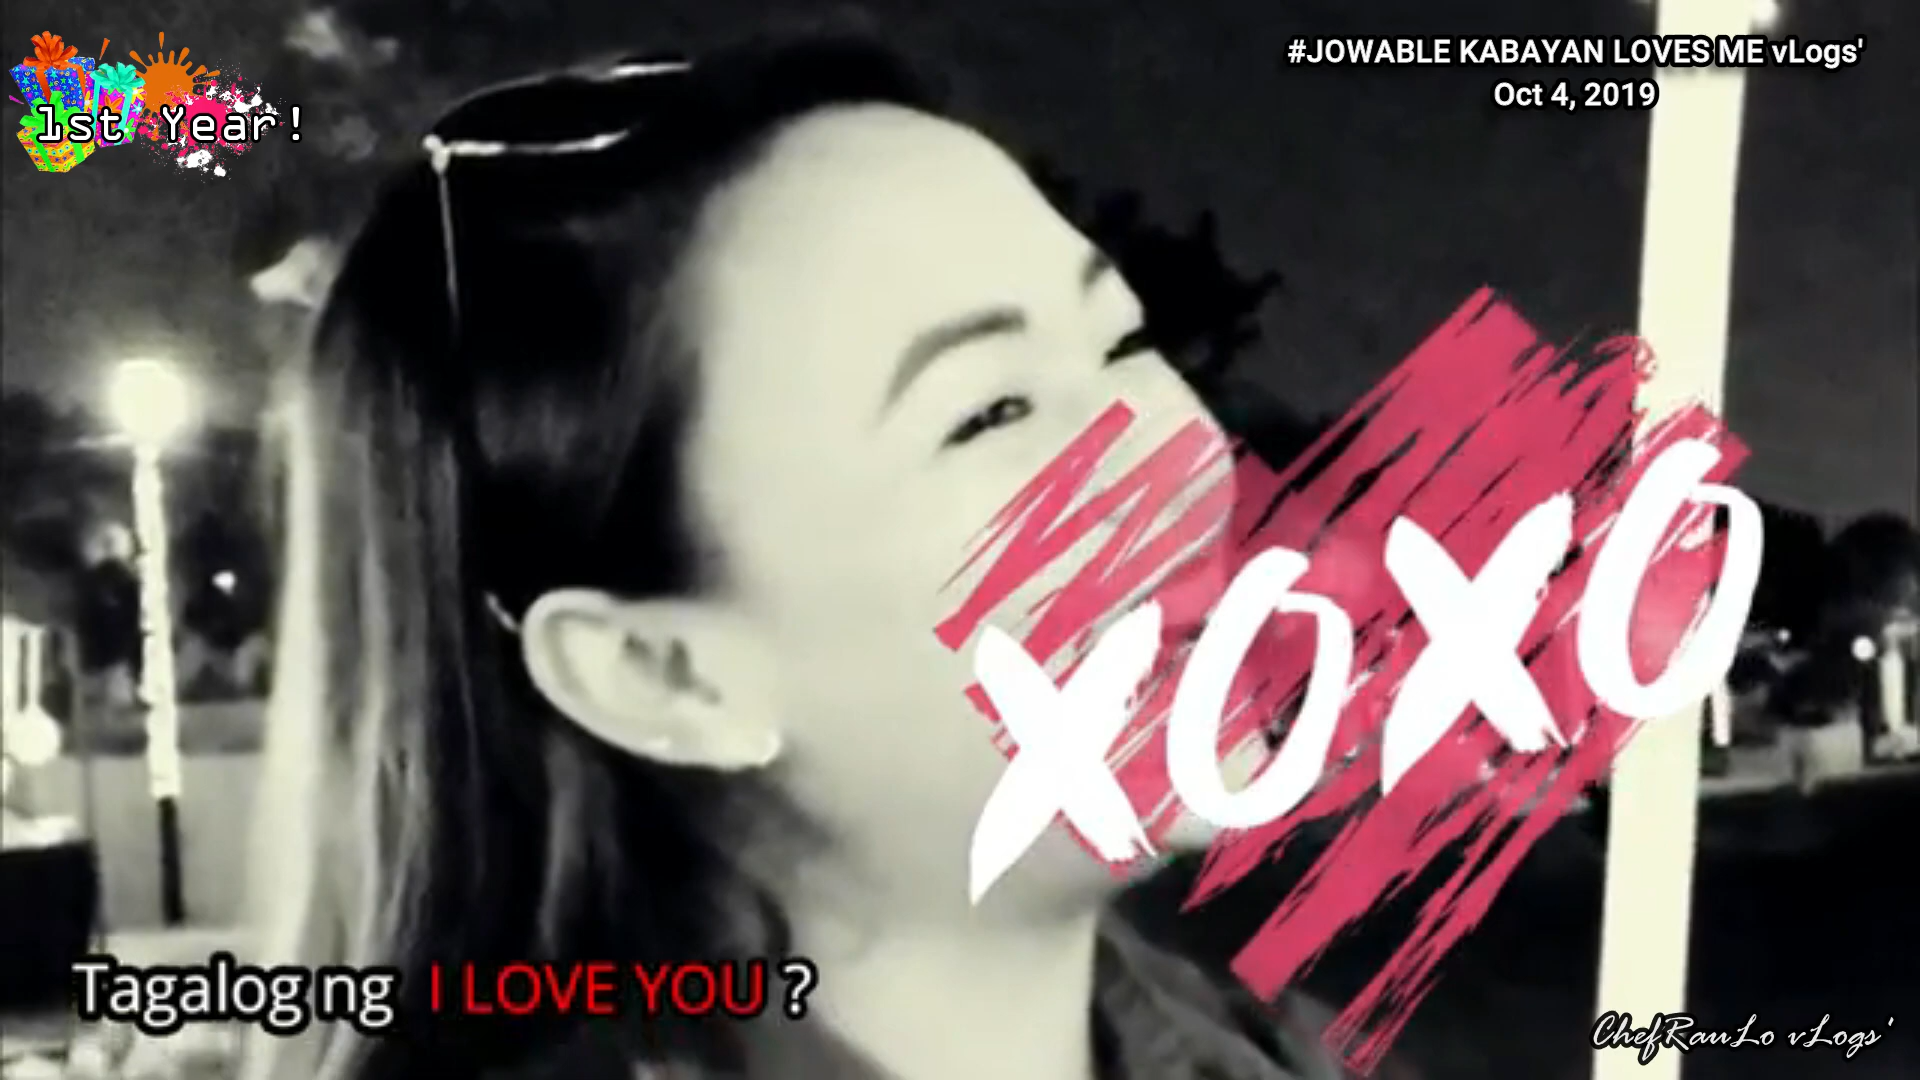 1st Year!
#JOWABLE KABAYAN LOVES ME vLogs'
Oct 4, 2019
XOXO
Tagalog ng I LOVE YOU ?
ChefRauLo vLogs'